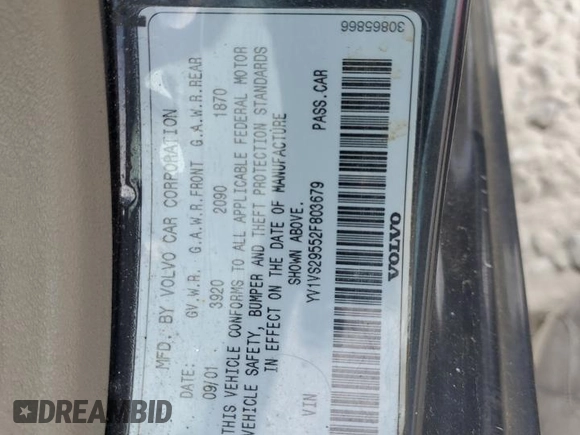 MFD. BY VOLVO CAR CORPORATION
DATE: G.V.W.R. G.A.W.R.FRONT G.A.W.R.REAR
09/01 3920 2090 1870
THIS VEHICLE CONFORMS TO ALL APPLICABLE FEDERAL MOTOR
VEHICLE SAFETY, BUMPER AND THEFT PROTECTION STANDARDS
IN EFFECT ON THE DATE OF MANUFACTURE
SHOWN ABOVE.
VIN YV1VS29552F803679 PASS.CAR
VOLVO
30865866
DREAMBID